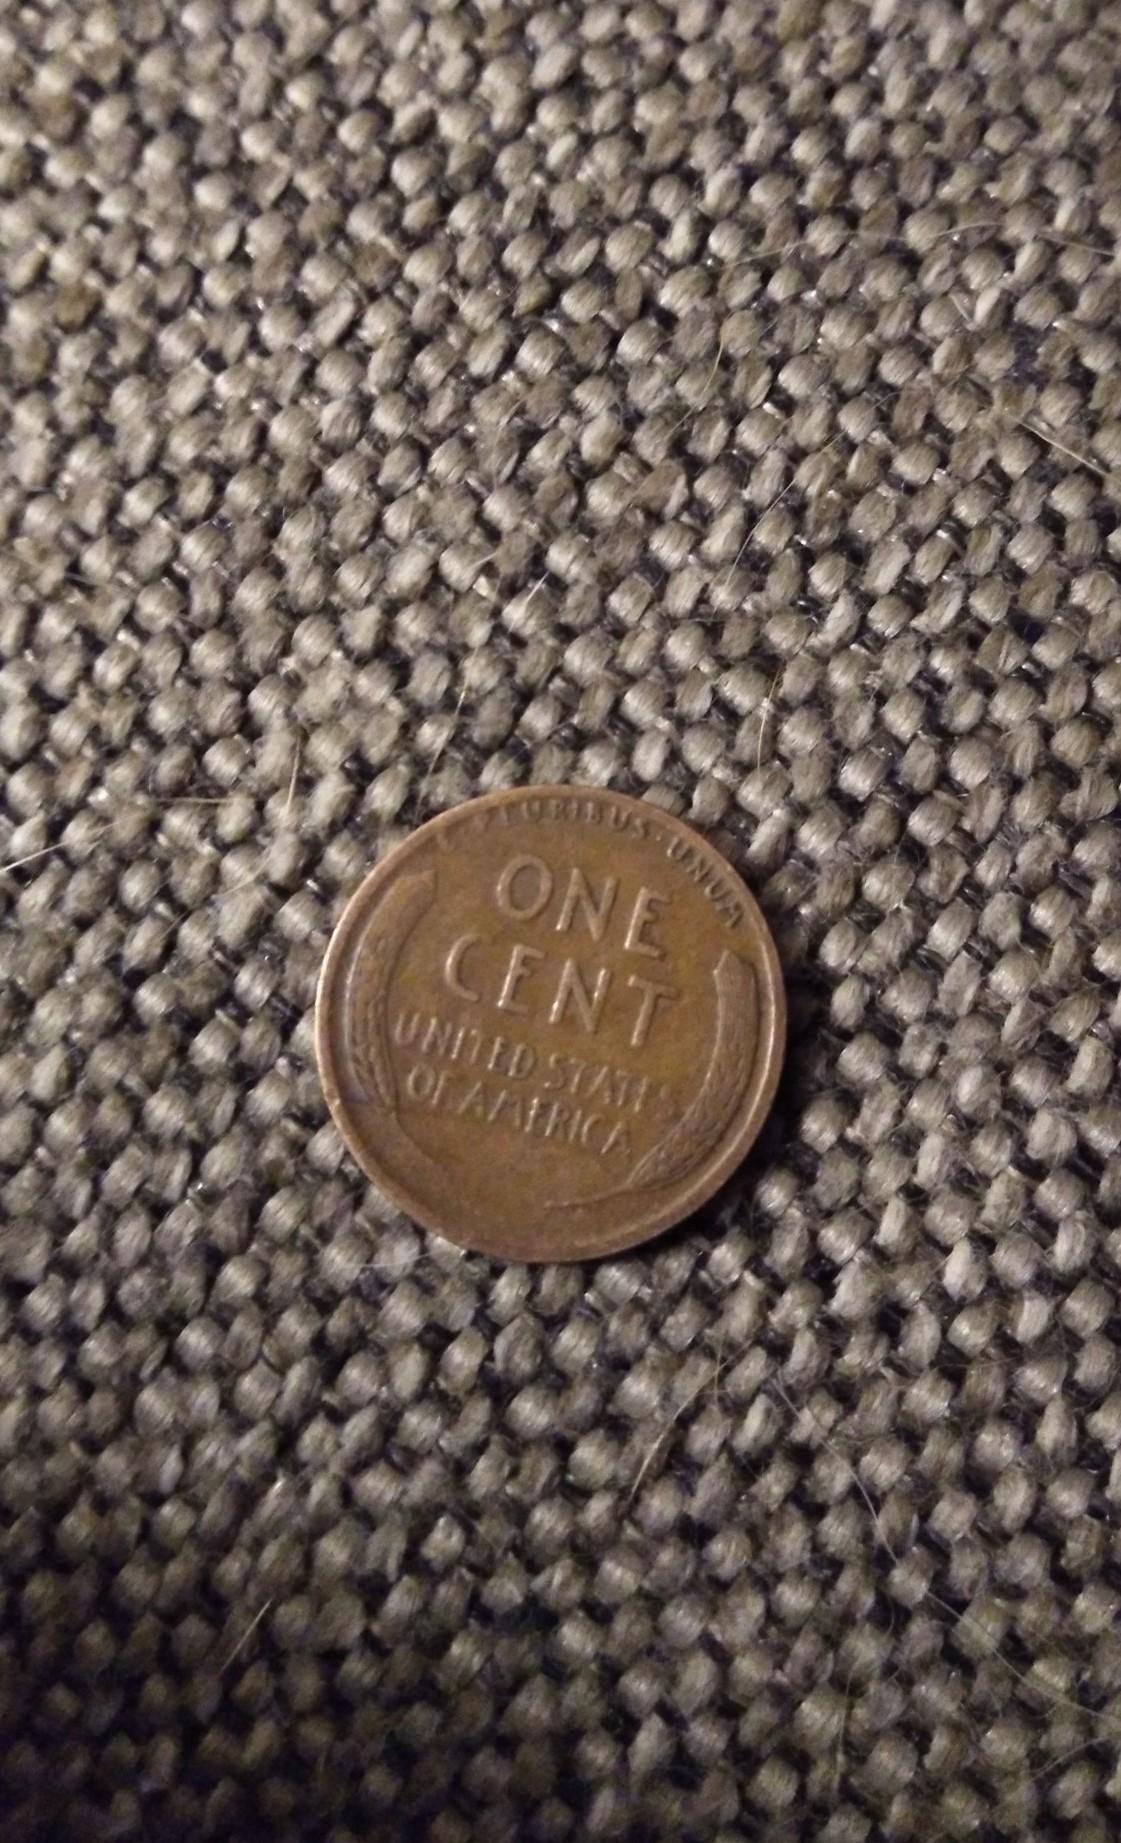 PLURIBUS · UNUM
ONE
CENT
UNITED STATES
OF AMERICA